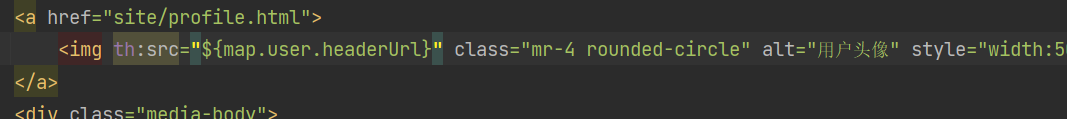 <a href="site/profile.html">
<img th:src="${map.user.headerUrl}" class="mr-4 rounded-circle" alt="用户头像" style="width:50
</a>
<div class="media-body">